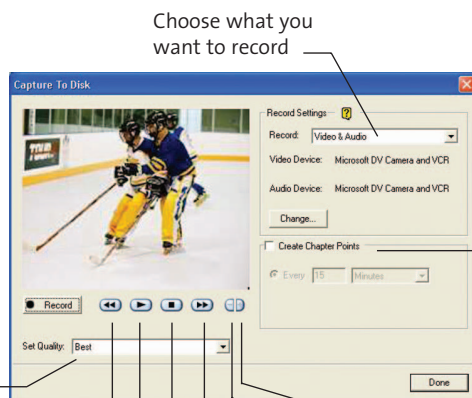 Choose what you
want to record
Capture To Disk
Record Settings
Record: Video & Audio
Video Device: Microsoft DV Camera and VCR
Audio Device: Microsoft DV Camera and VCR
Change...
Create Chapter Points
Every 15 Minutes
Record
Set Quality: Best
Done